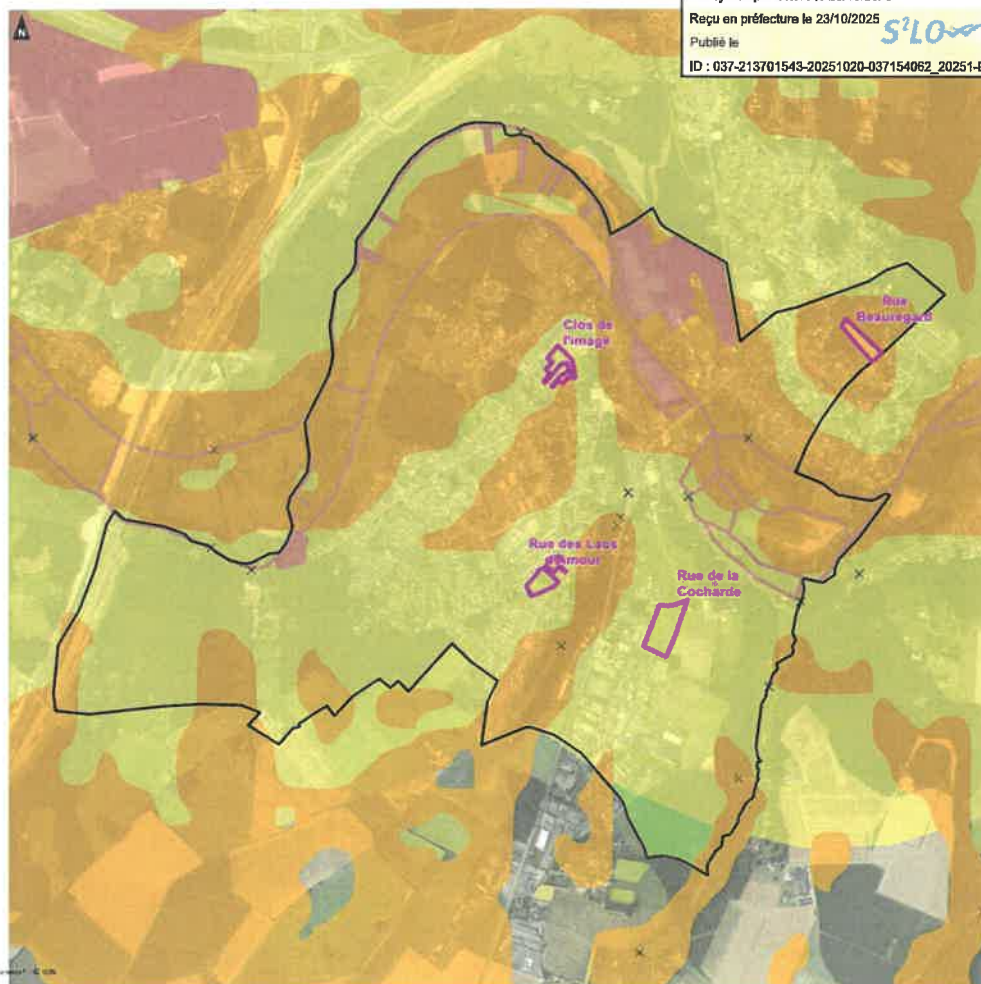 N
Reçu en préfecture le 23/10/2025
S²LO
Publié le
ID : 037-213701543-20251020-037154062_20251-
Rue
Beauregard
Clos de
l'image
Rue des Lacs
d'Amour
Rue de la
Cocharde